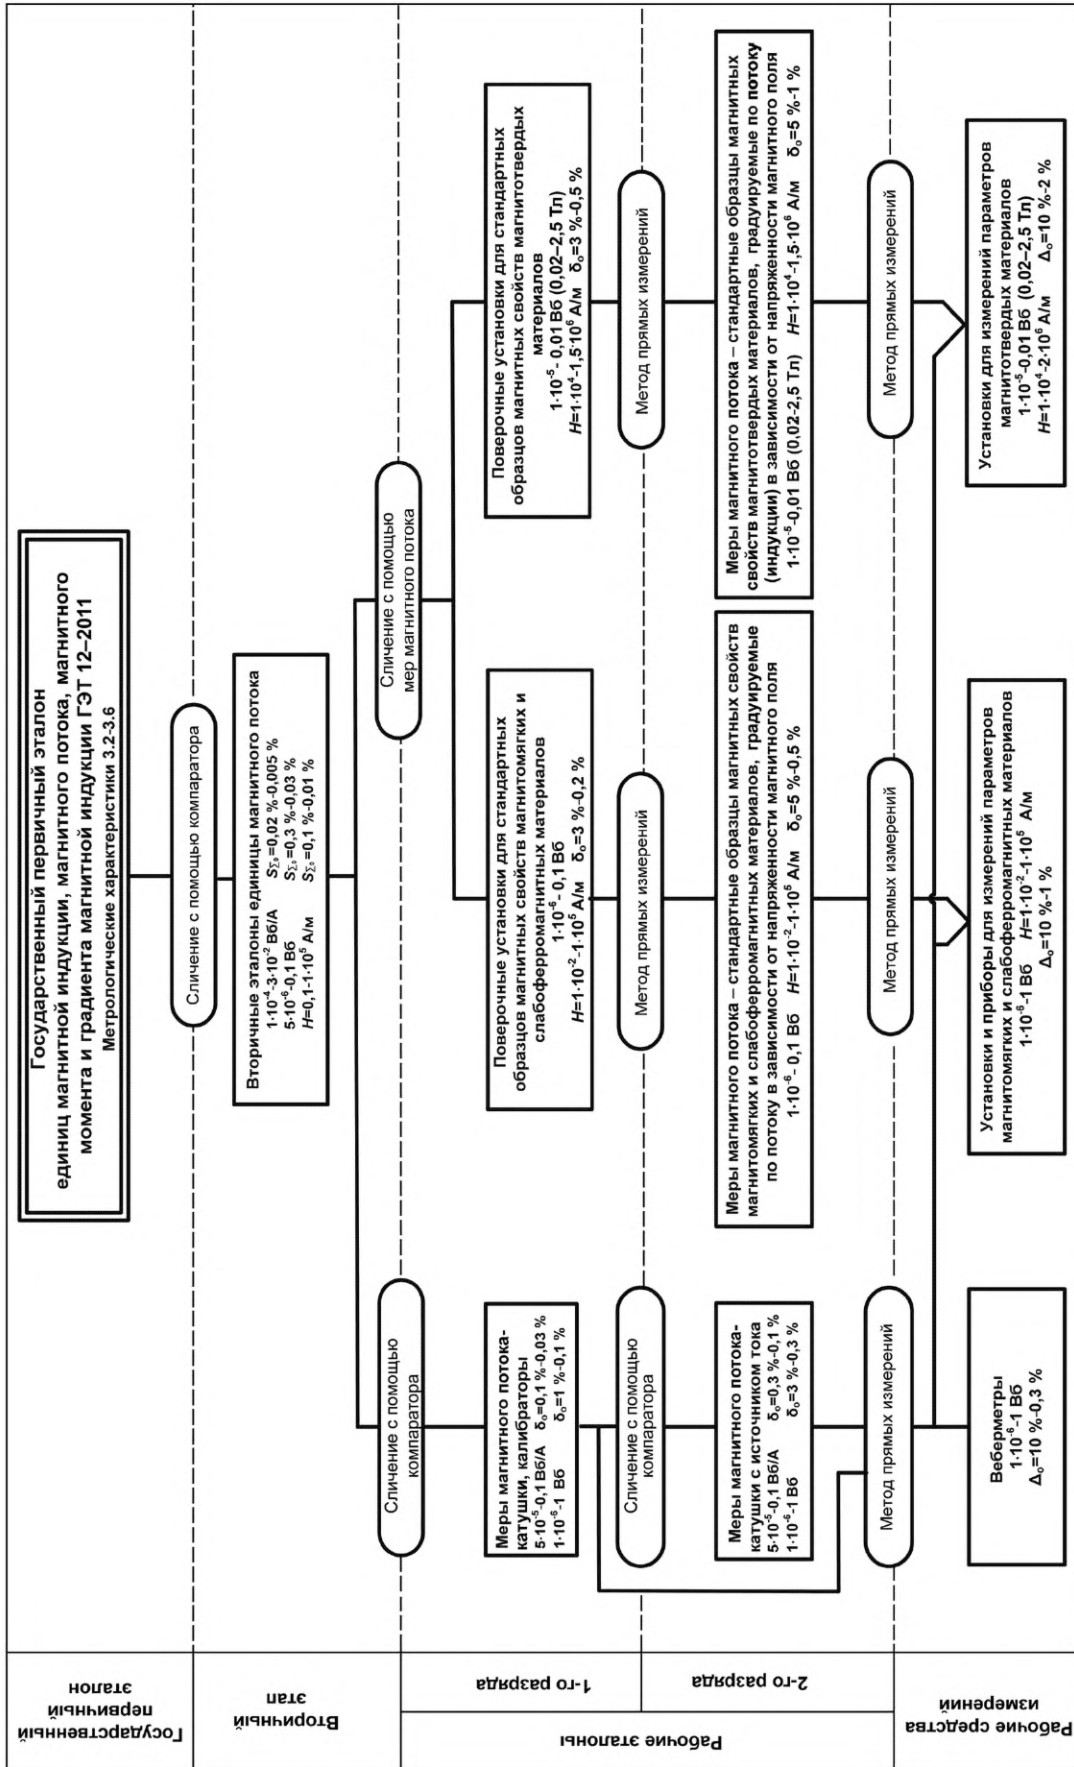 Государственный
первичный
эталон
Государственный первичный эталон
единиц магнитной индукции, магнитного потока, магнитного
момента и градиента магнитной индукции ГЭТ 12–2011
Метрологические характеристики 3.2-3.6
Сличение с помощью компаратора
Вторичный
этап
Вторичные эталоны единицы магнитного потока
1·10⁻⁴-3·10⁻² Вб/А S_Σ₀=0,02 %-0,005 %
5·10⁻⁶-0,1 Вб S_Σ₀=0,3 %-0,03 %
H=0,1-1·10⁵ А/м S_Σ₀=0,1 %-0,01 %
Сличение с помощью
компаратора
Сличение с помощью
мер магнитного потока
Рабочие эталоны
1-го разряда
Меры магнитного потока-
катушки, калибраторы
5·10⁻⁵-0,1 Вб/А δₒ=0,1 %-0,03 %
1·10⁻⁶-1 Вб δₒ=1 %-0,1 %
Поверочные установки для стандартных
образцов магнитных свойств магнитомягких и
слабоферромагнитных материалов
1·10⁻⁶- 0,1 Вб
H=1·10⁻²-1·10⁵ А/м δₒ=3 %-0,2 %
Поверочные установки для стандартных
образцов магнитных свойств магнитотвердых
материалов
1·10⁻⁵- 0,01 Вб (0,02–2,5 Тл)
H=1·10⁴-1,5·10⁶ А/м δₒ=3 %-0,5 %
Сличение с помощью
компаратора
Метод прямых измерений
Метод прямых измерений
2-го разряда
Меры магнитного потока-
катушки с источником тока
5·10⁻⁵-0,1 Вб/А δₒ=0,3 %-0,1 %
1·10⁻⁶-1 Вб δₒ=3 %-0,3 %
Меры магнитного потока – стандартные образцы магнитных свойств
магнитомягких и слабоферромагнитных материалов, градуируемые
по потоку в зависимости от напряженности магнитного поля
1·10⁻⁶- 0,1 Вб H=1·10⁻²-1·10⁵ А/м δₒ=5 %-0,5 %
Меры магнитного потока – стандартные образцы магнитных
свойств магнитотвердых материалов, градуируемые по потоку
(индукции) в зависимости от напряженности магнитного поля
1·10⁻⁵-0,01 Вб (0,02-2,5 Тл) H=1·10⁴-1,5·10⁶ А/м δₒ=5 %-1 %
Метод прямых измерений
Метод прямых измерений
Метод прямых измерений
Рабочие средства
измерений
Веберметры
1·10⁻⁶-1 Вб
Δₒ=10 %-0,3 %
Установки и приборы для измерений параметров
магнитомягких и слабоферромагнитных материалов
1·10⁻⁶-1 Вб H=1·10⁻²-1·10⁵ А/м
Δₒ=10 %-1 %
Установки для измерений параметров
магнитотвердых материалов
1·10⁻⁵-0,01 Вб (0,02–2,5 Тл)
H=1·10⁴-2·10⁶ А/м Δₒ=10 %-2 %